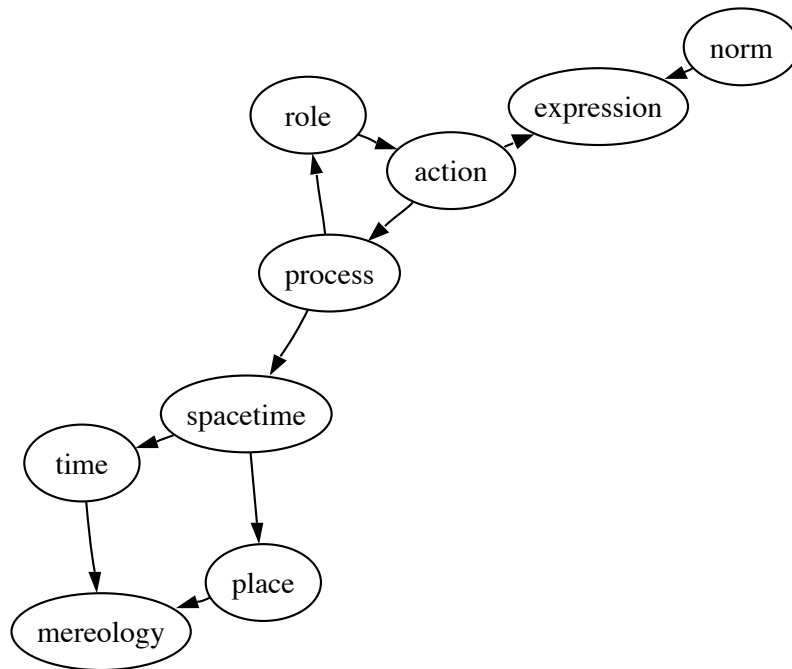 norm
expression
role
action
process
spacetime
time
place
mereology